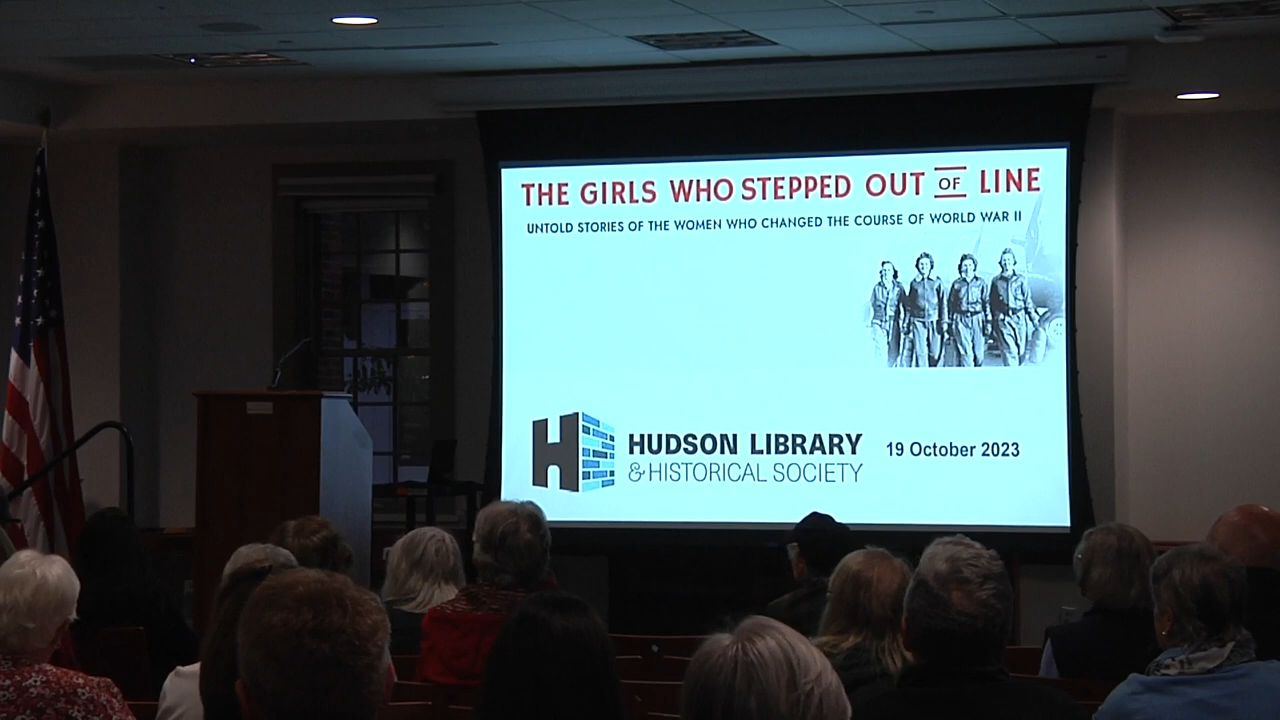 THE GIRLS WHO STEPPED OUT OF LINE
UNTOLD STORIES OF THE WOMEN WHO CHANGED THE COURSE OF WORLD WAR II
H
HUDSON LIBRARY
& HISTORICAL SOCIETY
19 October 2023